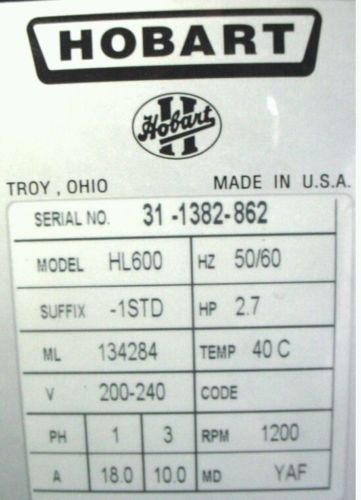 HOBART
Hobart
H
TROY, OHIO MADE IN U.S.A.
SERIAL NO. 31-1382-862
MODEL HL600 HZ 50/60
SUFFIX -1STD HP 2.7
ML 134284 TEMP 40 C
V 200-240 CODE
PH 1 3 RPM 1200
A 18.0 10.0 MD YAF